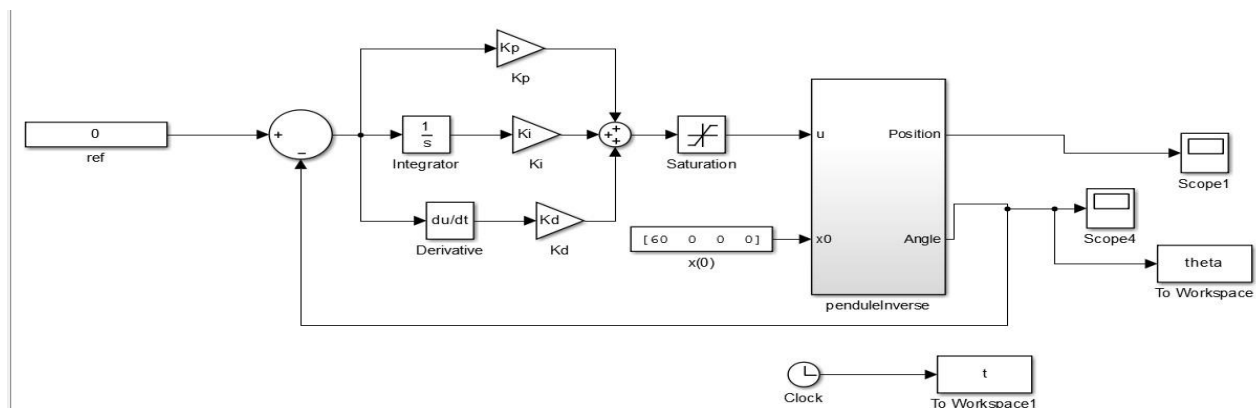 Kp
Kp
0
ref
+
−
1
s
Integrator
Ki
Ki
+
+
+
Saturation
du/dt
Derivative
Kd
Kd
[60 0 0 0]
x(0)
u
x0
Position
Angle
penduleInverse
Scope1
Scope4
theta
To Workspace
Clock
t
To Workspace1